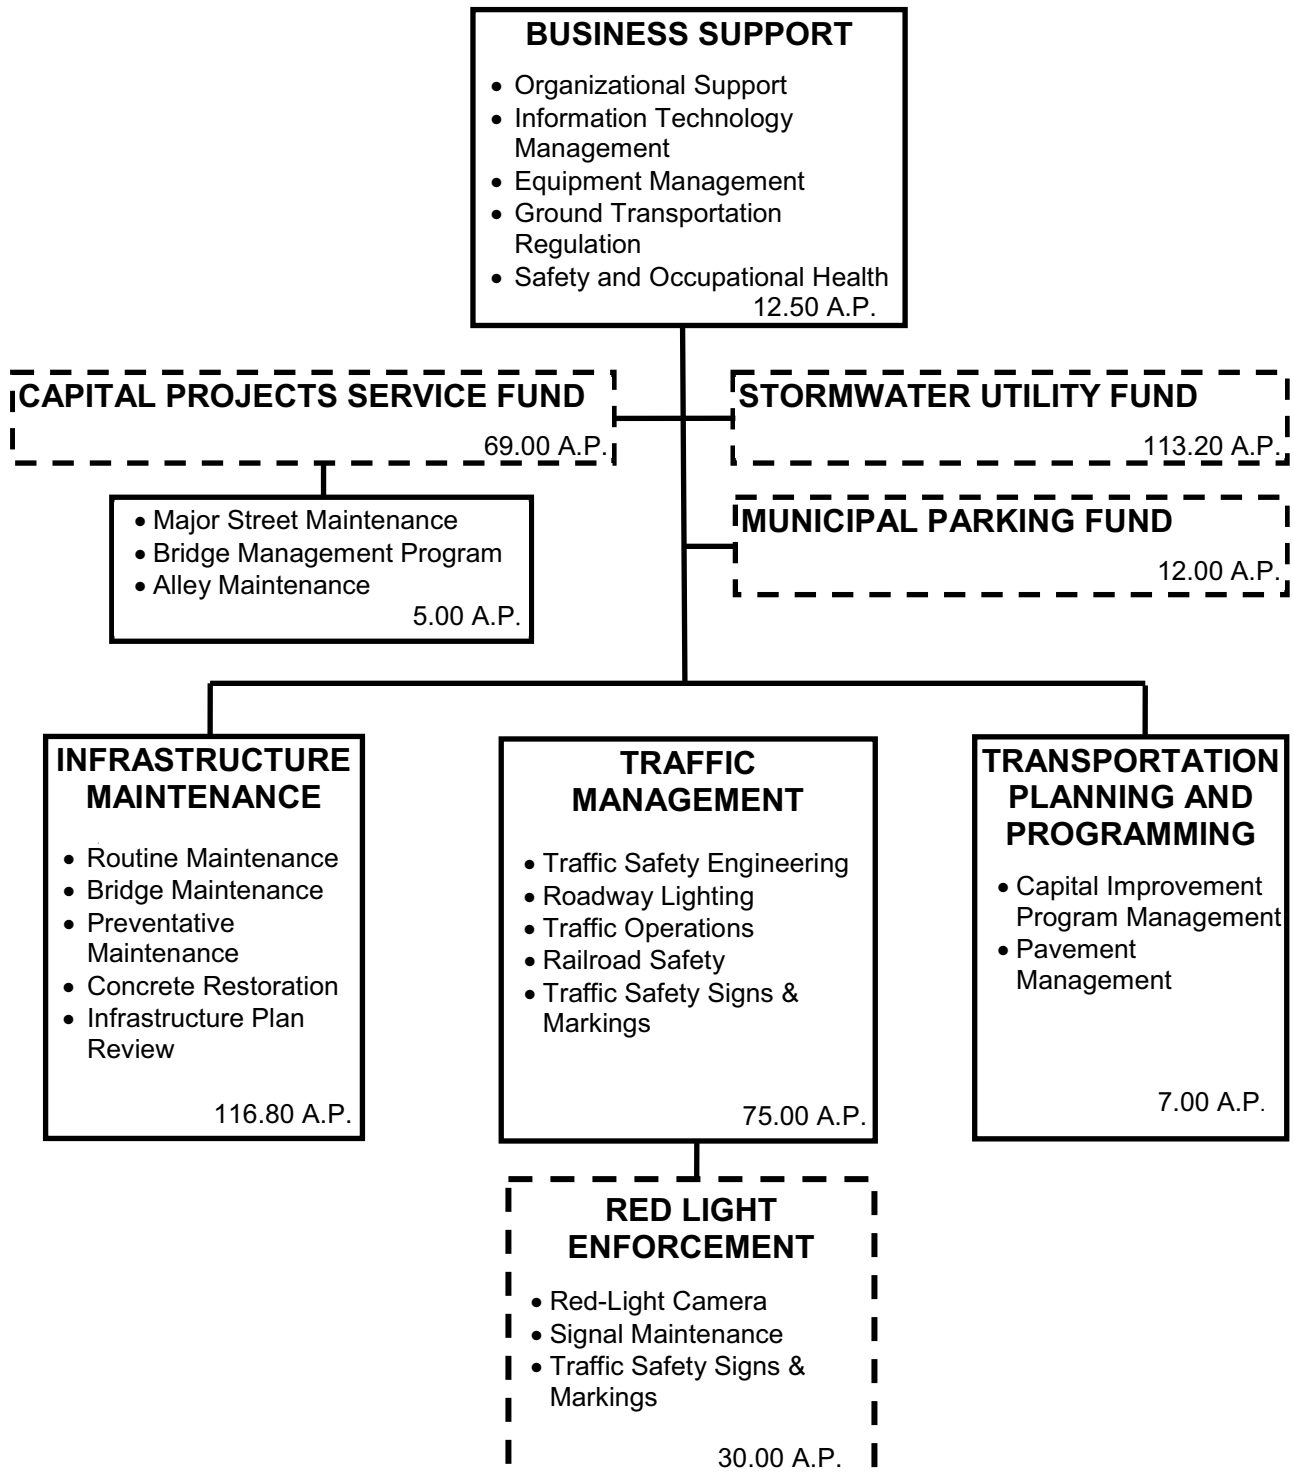 BUSINESS SUPPORT
• Organizational Support
• Information Technology
Management
• Equipment Management
• Ground Transportation
Regulation
• Safety and Occupational Health
12.50 A.P.
CAPITAL PROJECTS SERVICE FUND
69.00 A.P.
STORMWATER UTILITY FUND
113.20 A.P.
• Major Street Maintenance
• Bridge Management Program
• Alley Maintenance
5.00 A.P.
MUNICIPAL PARKING FUND
12.00 A.P.
INFRASTRUCTURE
MAINTENANCE
• Routine Maintenance
• Bridge Maintenance
• Preventative
Maintenance
• Concrete Restoration
• Infrastructure Plan
Review
116.80 A.P.
TRAFFIC
MANAGEMENT
• Traffic Safety Engineering
• Roadway Lighting
• Traffic Operations
• Railroad Safety
• Traffic Safety Signs &
Markings
75.00 A.P.
TRANSPORTATION
PLANNING AND
PROGRAMMING
• Capital Improvement
Program Management
• Pavement
Management
7.00 A.P.
RED LIGHT
ENFORCEMENT
• Red-Light Camera
• Signal Maintenance
• Traffic Safety Signs &
Markings
30.00 A.P.